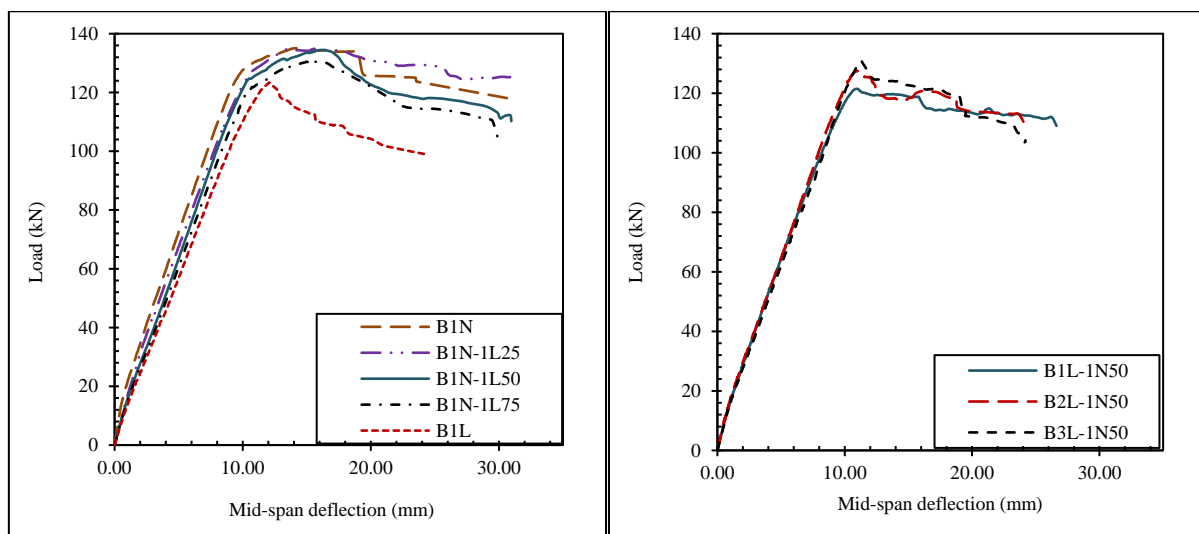 140
120
100
80
60
40
20
0
Load (kN)
B1N
B1N-1L25
B1N-1L50
B1N-1L75
B1L
0.00 10.00 20.00 30.00
Mid-span deflection (mm)
140
120
100
80
60
40
20
0
Load (kN)
B1L-1N50
B2L-1N50
B3L-1N50
0.00 10.00 20.00 30.00
Mid-span deflection (mm)